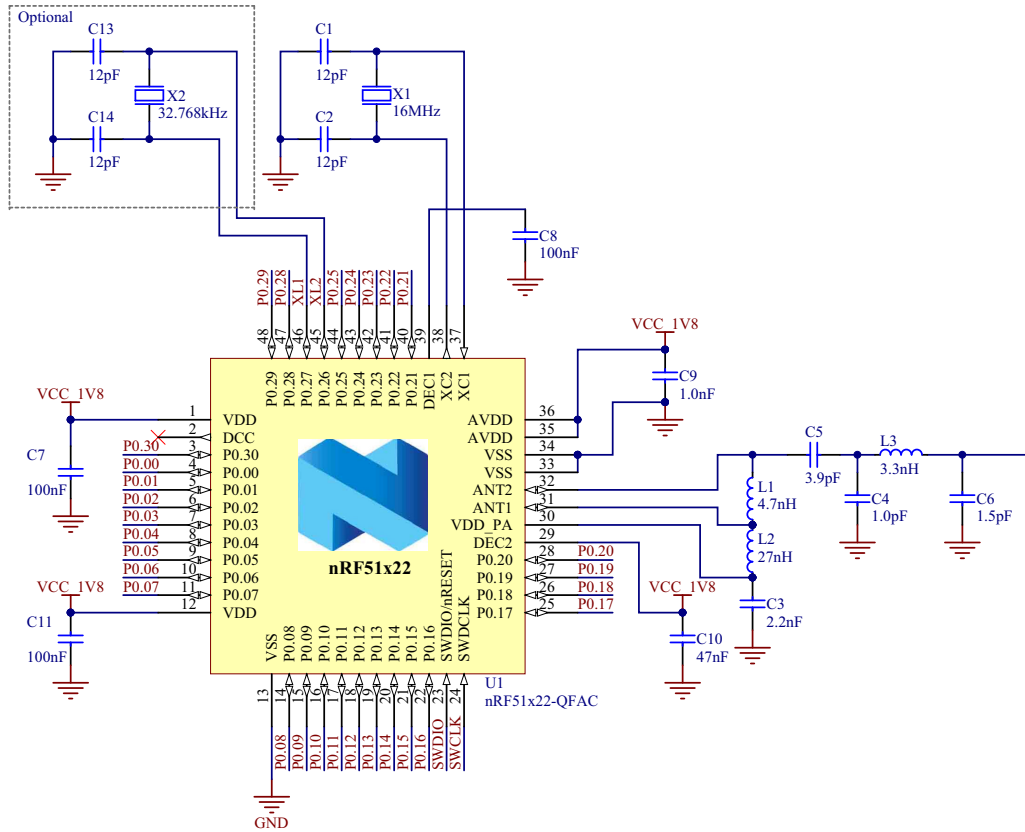 Optional
C13
12pF
X2
32.768kHz
C14
12pF
C1
12pF
X1
16MHz
C2
12pF
C8
100nF
P0.29
P0.28
XL1
XL2
P0.25
P0.24
P0.23
P0.22
P0.21
48
47
46
45
44
43
42
41
40
39
38
37
P0.29
P0.28
P0.27
P0.26
P0.25
P0.24
P0.23
P0.22
P0.21
DEC1
XC2
XC1
VCC_1V8
C7
100nF
VCC_1V8
C11
100nF
1 VDD
2 DCC
P0.30 3 P0.30
P0.00 4 P0.00
P0.01 5 P0.01
P0.02 6 P0.02
P0.03 7 P0.03
P0.04 8 P0.04
P0.05 9 P0.05
P0.06 10 P0.06
P0.07 11 P0.07
12 VDD
nRF51x22
AVDD 36
AVDD 35
VSS 34
VSS 33
ANT2 32
ANT1 31
VDD_PA 30
DEC2 29
P0.20 28 P0.20
P0.19 27 P0.19
P0.18 26 P0.18
P0.17 25 P0.17
VCC_1V8
C9
1.0nF
C5
3.9pF
L3
3.3nH
L1
4.7nH
C4
1.0pF
C6
1.5pF
L2
27nH
C3
2.2nF
VCC_1V8
C10
47nF
VSS
P0.08
P0.09
P0.10
P0.11
P0.12
P0.13
P0.14
P0.15
P0.16
SWDIO/nRESET
SWDCLK
U1
nRF51x22-QFAC
13
14
15
16
17
18
19
20
21
22
23
24
P0.08
P0.09
P0.10
P0.11
P0.12
P0.13
P0.14
P0.15
P0.16
SWDIO
SWCLK
GND